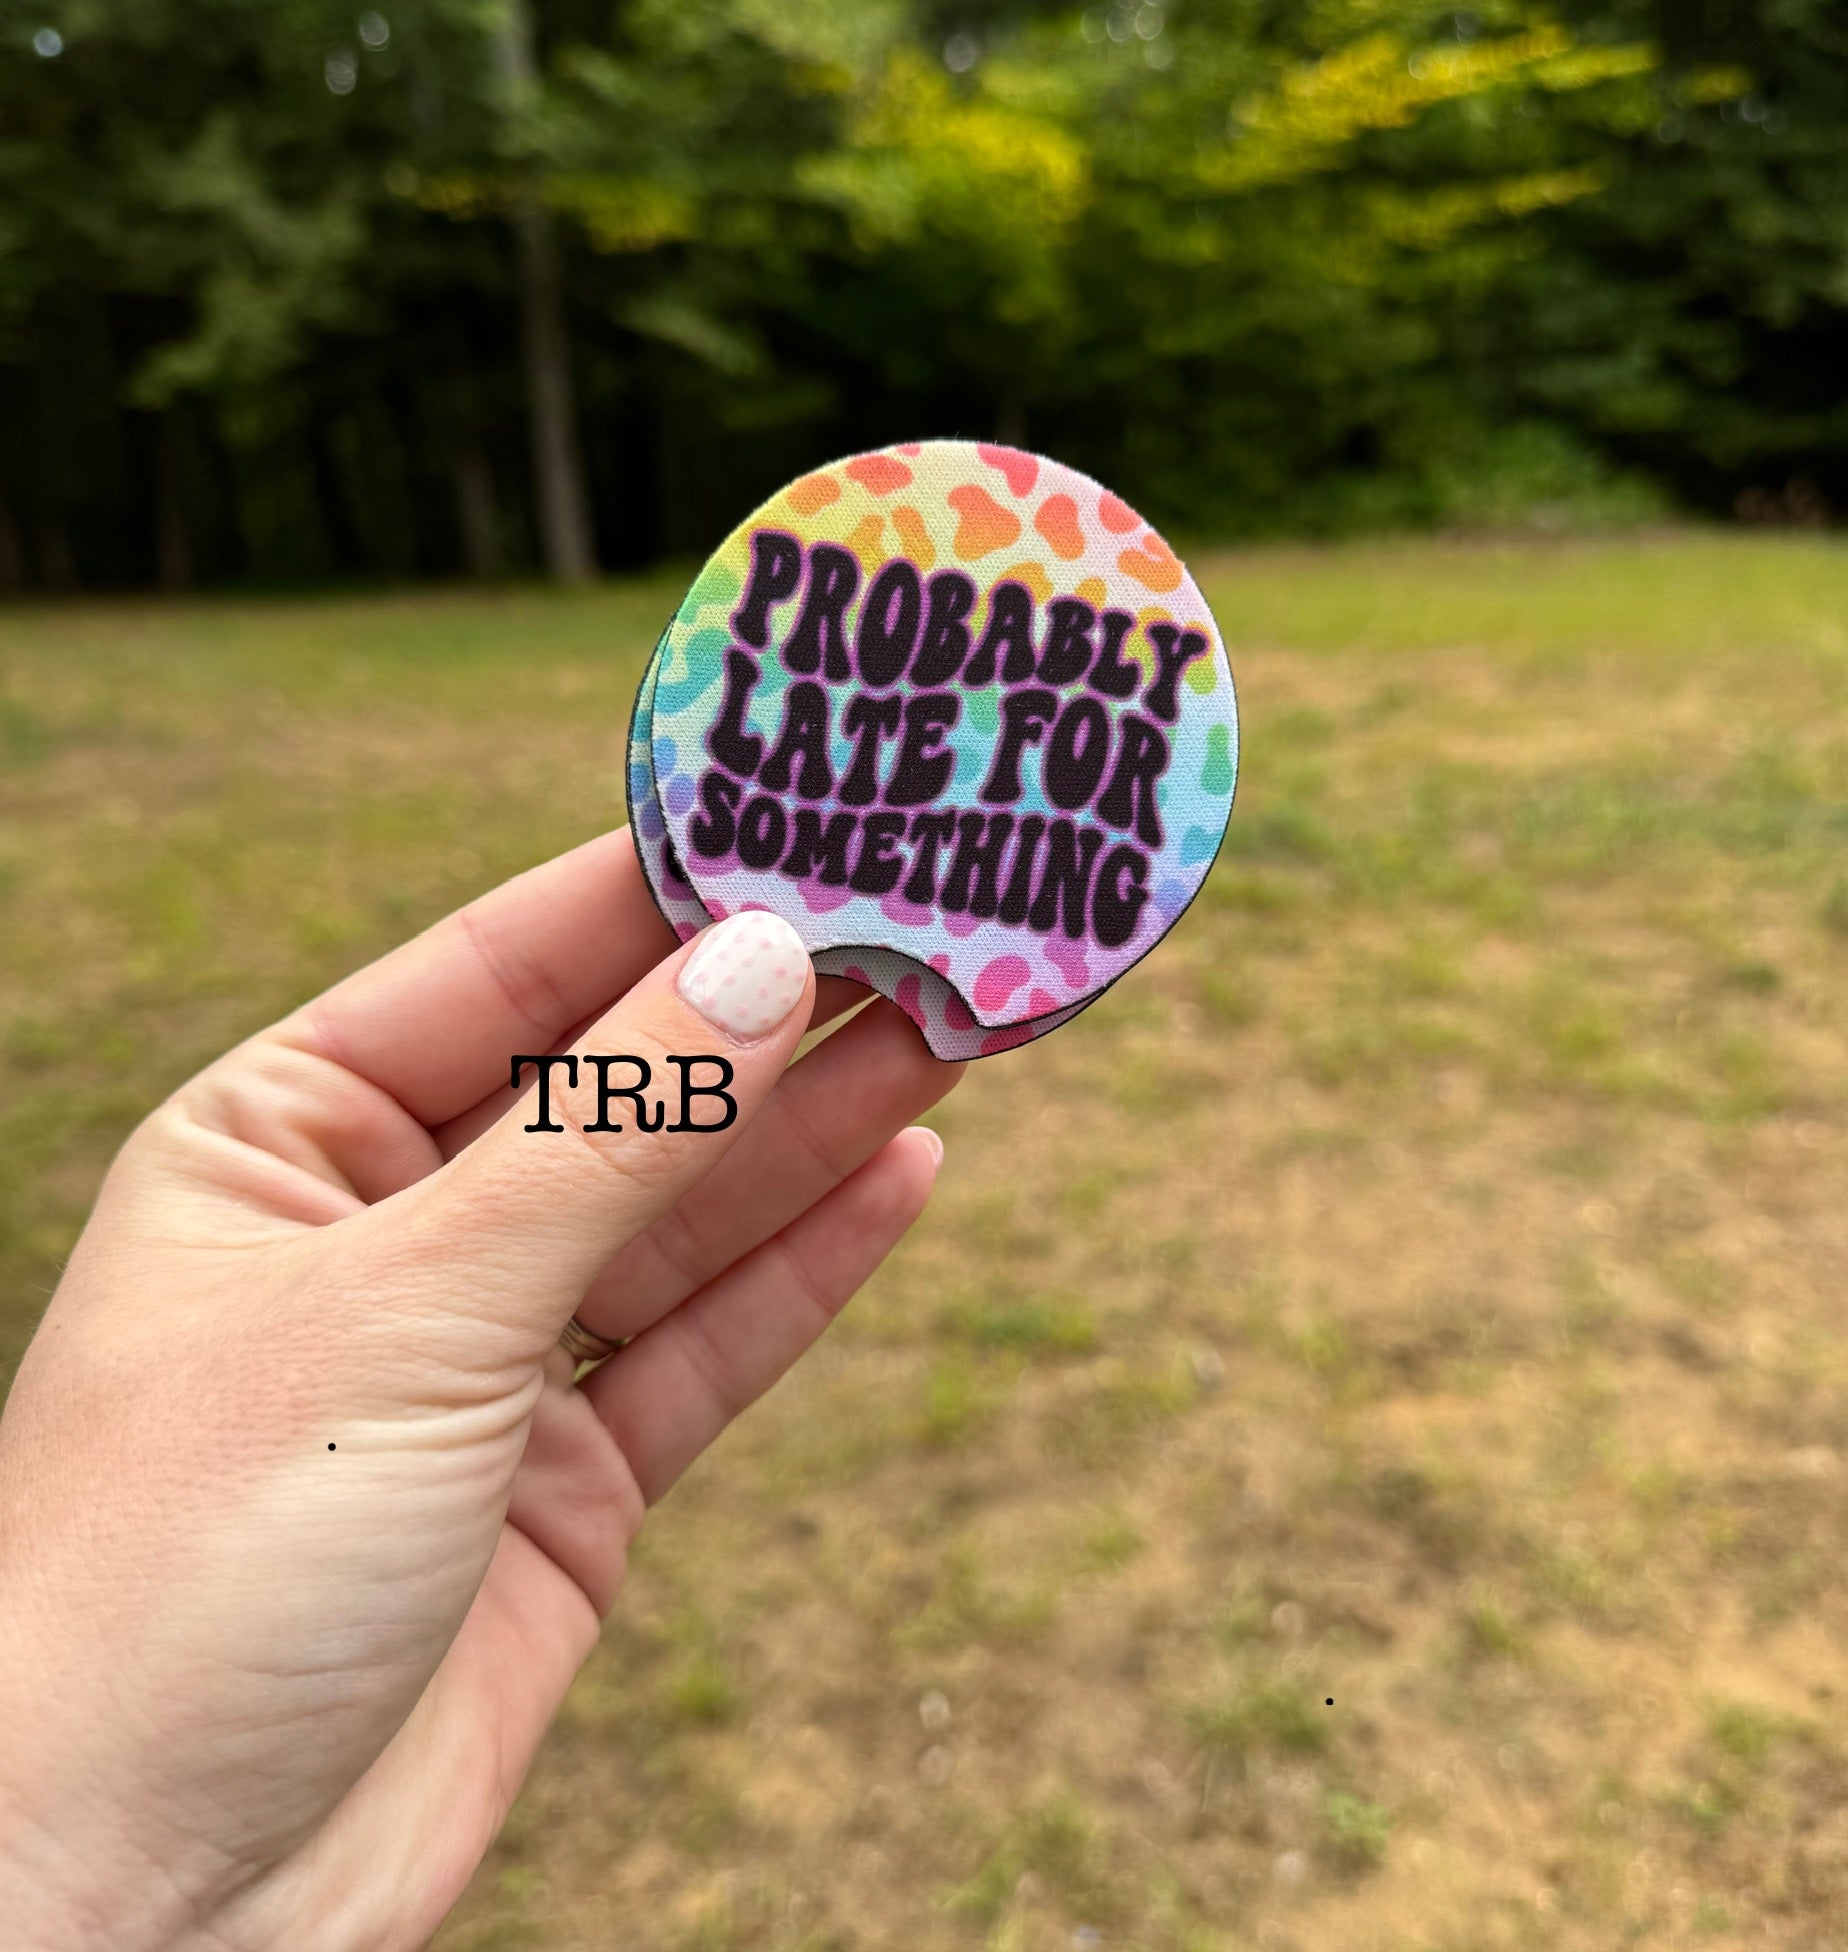 PROBABLY
LATE FOR
SOMETHING
TRB